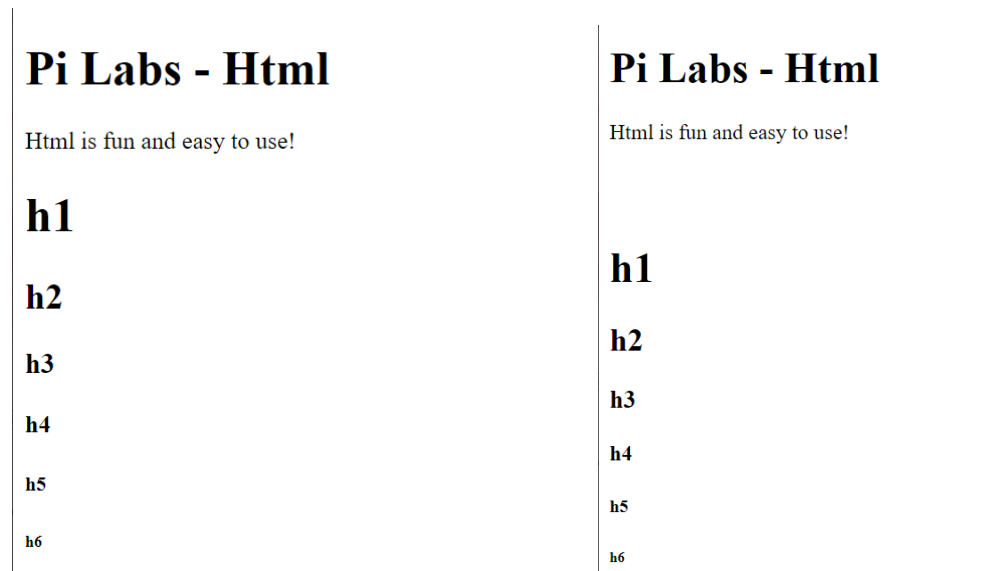 Pi Labs - Html
Html is fun and easy to use!
h1
h2
h3
h4
h5
h6
Pi Labs - Html
Html is fun and easy to use!
h1
h2
h3
h4
h5
h6